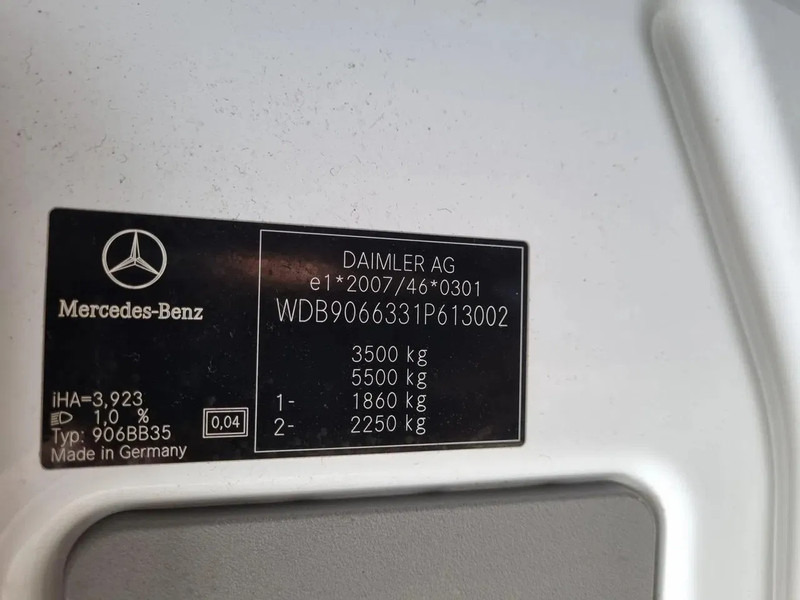 Mercedes-Benz
iHA=3,923
1,0 %
Typ: 906BB35
Made in Germany
0,04
DAIMLER AG
e1*2007/46*0301
WDB9066331P613002
3500 kg
5500 kg
1- 1860 kg
2- 2250 kg